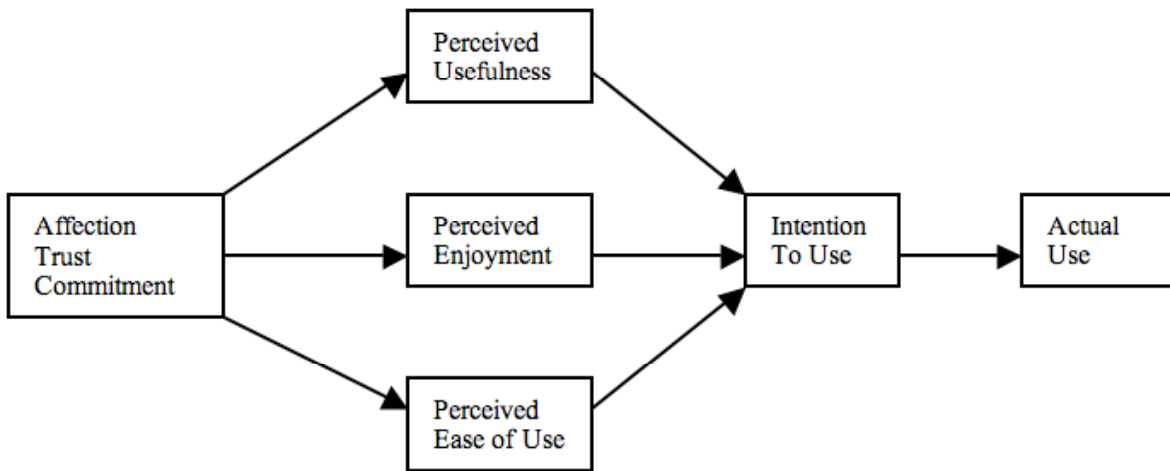 Perceived
Usefulness
Affection
Trust
Commitment
Perceived
Enjoyment
Intention
To Use
Actual
Use
Perceived
Ease of Use